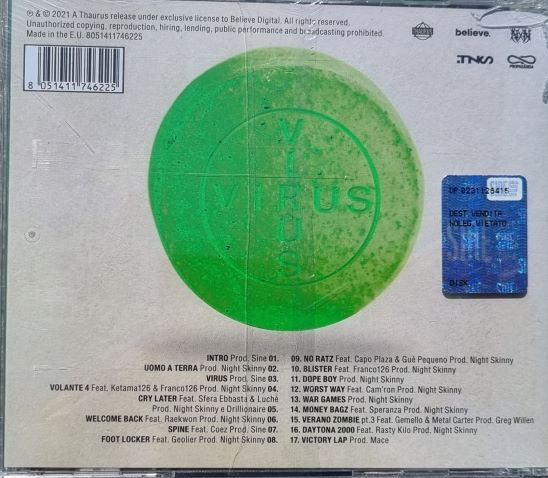 ℗ & © 2021 A Thaurus release under exclusive license to Believe Digital. All rights reserved.
Unauthorized copying, reproduction, hiring, lending, public performance and broadcasting prohibited.
Made in the E.U. 8051411746225
THAURUS
believe.
TNKS
PROPAGANDA
8 051411 746225
VIRUS
VIRUS
SIAE
OP 0231128415
DEST VENDITA
NOLEG VIETATO
DISK
INTRO Prod. Sine 01.
UOMO A TERRA Prod. Night Skinny 02.
VIRUS Prod. Sine 03.
VOLANTE 4 Feat. Ketama126 & Franco126 Prod. Night Skinny 04.
CRY LATER Feat. Sfera Ebbasta & Luchè
Prod. Night Skinny e Drillionaire 05.
WELCOME BACK Feat. Raekwon Prod. Night Skinny 06.
SPINE Feat. Coez Prod. Sine 07.
FOOT LOCKER Feat. Geolier Prod. Night Skinny 08.
09. NO RATZ Feat. Capo Plaza & Guè Pequeno Prod. Night Skinny
10. BLISTER Feat. Franco126 Prod. Night Skinny
11. DOPE BOY Prod. Night Skinny
12. WORST WAY Feat. Cam'ron Prod. Night Skinny
13. WAR GAMES Prod. Night Skinny
14. MONEY BAGZ Feat. Speranza Prod. Night Skinny
15. VERANO ZOMBIE pt.3 Feat. Gemello & Metal Carter Prod. Greg Willen
16. DAYTONA 2000 Feat. Rasty Kilo Prod. Night Skinny
17. VICTORY LAP Prod. Mace